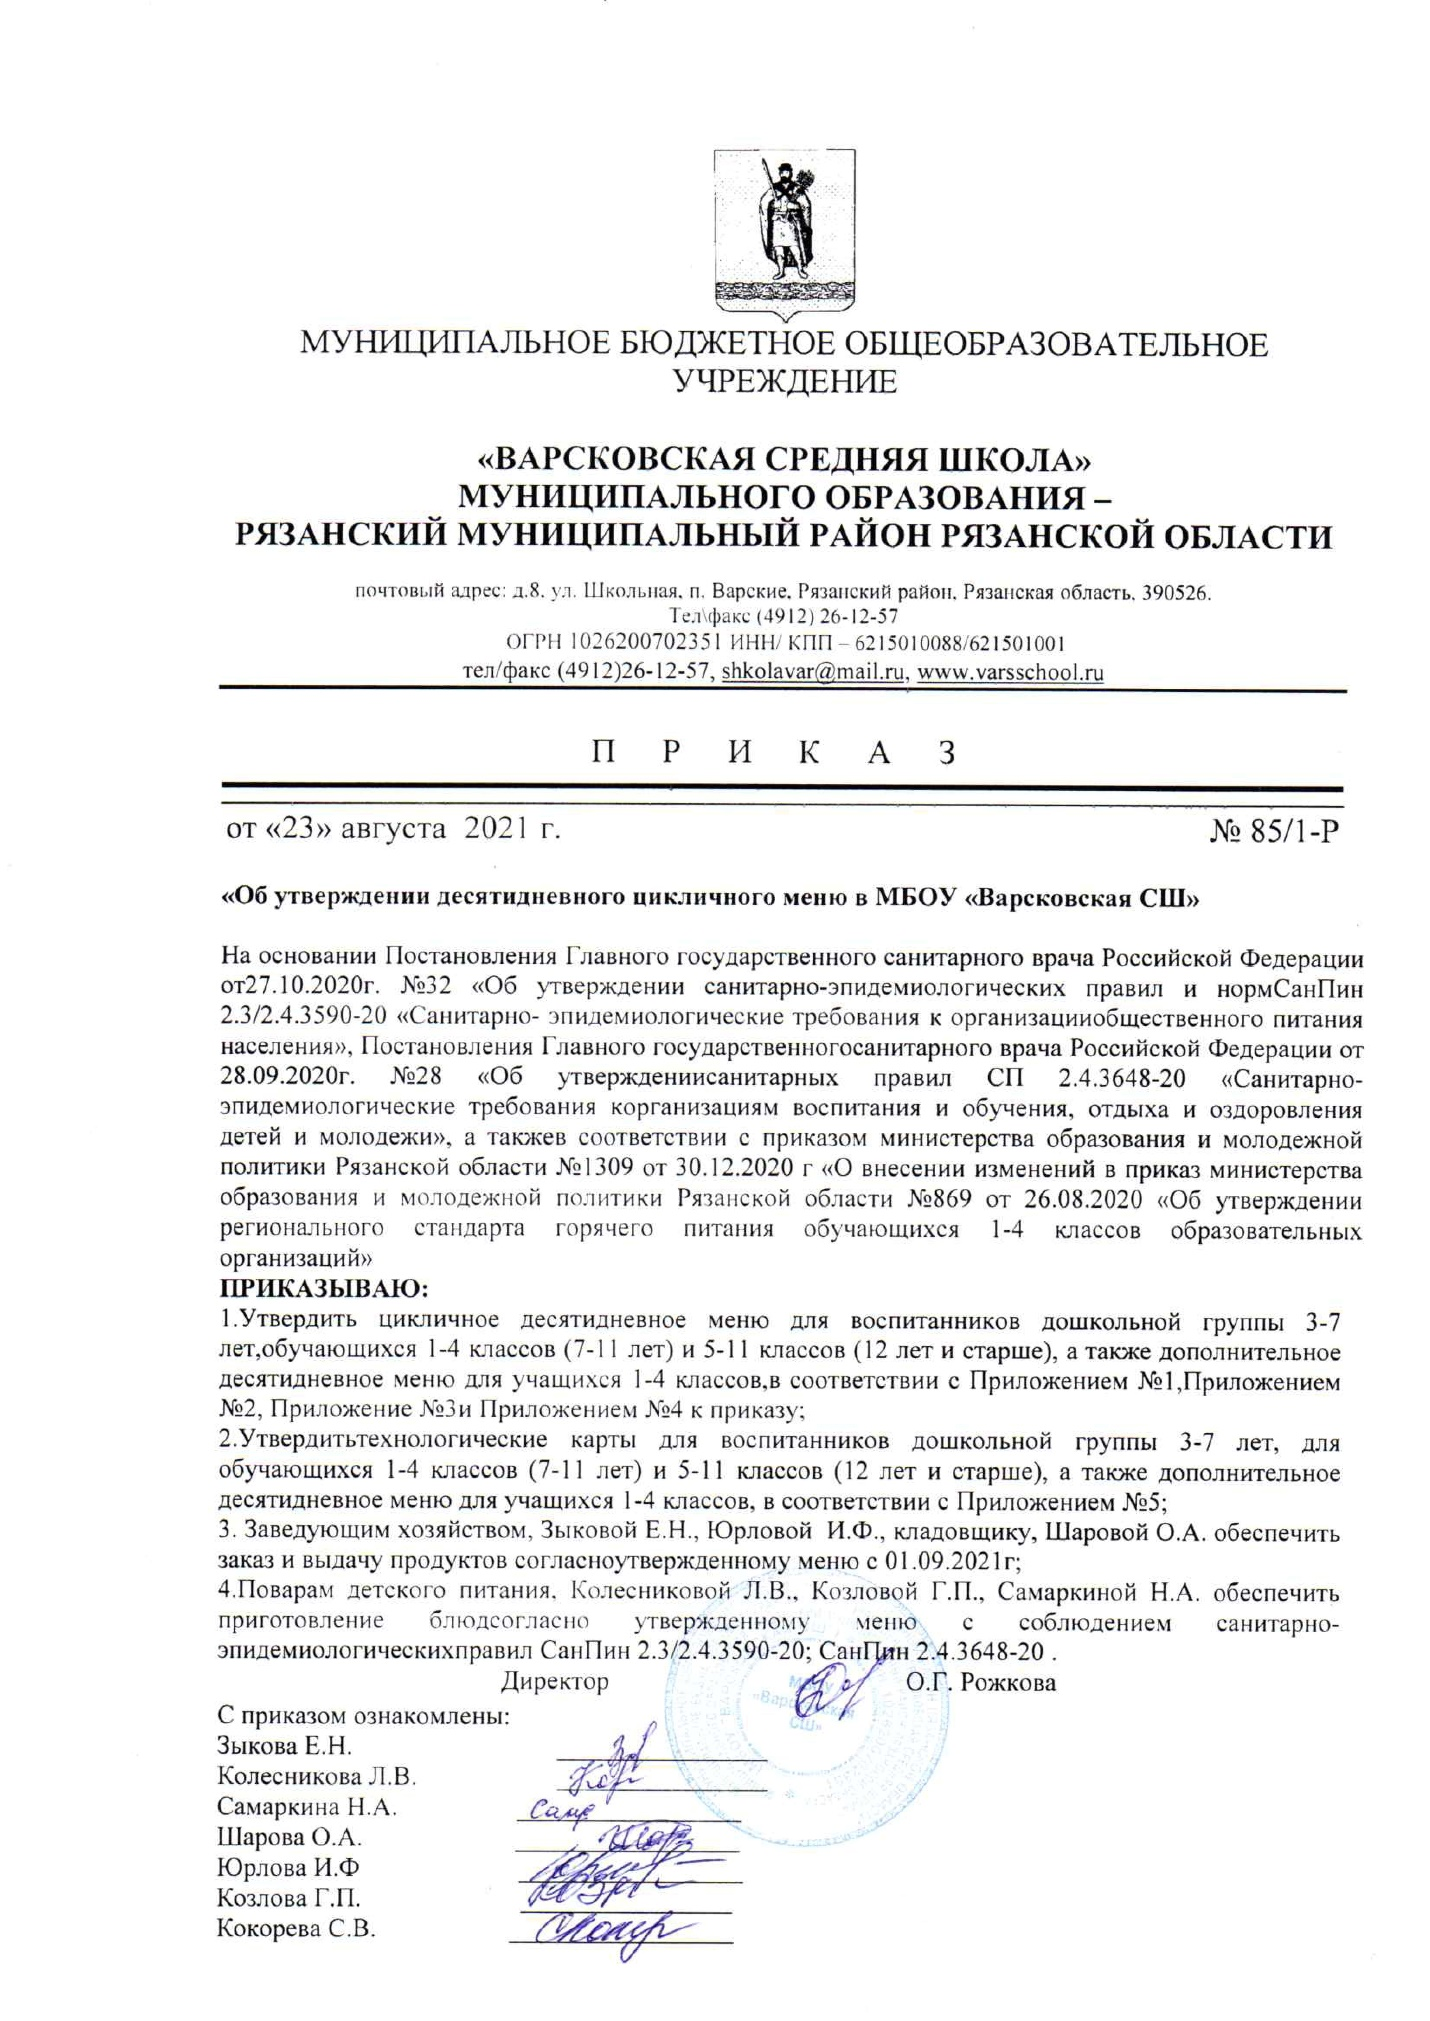 МУНИЦИПАЛЬНОЕ БЮДЖЕТНОЕ ОБЩЕОБРАЗОВАТЕЛЬНОЕ
УЧРЕЖДЕНИЕ
«ВАРСКОВСКАЯ СРЕДНЯЯ ШКОЛА»
МУНИЦИПАЛЬНОГО ОБРАЗОВАНИЯ –
РЯЗАНСКИЙ МУНИЦИПАЛЬНЫЙ РАЙОН РЯЗАНСКОЙ ОБЛАСТИ
почтовый адрес: д.8. ул. Школьная, п. Варские, Рязанский район, Рязанская область, 390526.
Тел\факс (4912) 26-12-57
ОГРН 1026200702351 ИНН/ КПП – 6215010088/621501001
тел/факс (4912)26-12-57, shkolavar@mail.ru, www.varsschool.ru
П Р И К А З
от «23» августа 2021 г. № 85/1-Р
«Об утверждении десятидневного цикличного меню в МБОУ «Варсковская СШ»
На основании Постановления Главного государственного санитарного врача Российской Федерации
от27.10.2020г. №32 «Об утверждении санитарно-эпидемиологических правил и нормСанПин
2.3/2.4.3590-20 «Санитарно- эпидемиологические требования к организацииобщественного питания
населения», Постановления Главного государственногосанитарного врача Российской Федерации от
28.09.2020г. №28 «Об утверждениисанитарных правил СП 2.4.3648-20 «Санитарно-
эпидемиологические требования корганизациям воспитания и обучения, отдыха и оздоровления
детей и молодежи», а такжев соответствии с приказом министерства образования и молодежной
политики Рязанской области №1309 от 30.12.2020 г «О внесении изменений в приказ министерства
образования и молодежной политики Рязанской области №869 от 26.08.2020 «Об утверждении
регионального стандарта горячего питания обучающихся 1-4 классов образовательных
организаций»
ПРИКАЗЫВАЮ:
1.Утвердить цикличное десятидневное меню для воспитанников дошкольной группы 3-7
лет,обучающихся 1-4 классов (7-11 лет) и 5-11 классов (12 лет и старше), а также дополнительное
десятидневное меню для учащихся 1-4 классов,в соответствии с Приложением №1,Приложением
№2, Приложение №3и Приложением №4 к приказу;
2.Утвердитьтехнологические карты для воспитанников дошкольной группы 3-7 лет, для
обучающихся 1-4 классов (7-11 лет) и 5-11 классов (12 лет и старше), а также дополнительное
десятидневное меню для учащихся 1-4 классов, в соответствии с Приложением №5;
3. Заведующим хозяйством, Зыковой Е.Н., Юрловой И.Ф., кладовщику, Шаровой О.А. обеспечить
заказ и выдачу продуктов согласноутвержденному меню с 01.09.2021г;
4.Поварам детского питания, Колесниковой Л.В., Козловой Г.П., Самаркиной Н.А. обеспечить
приготовление блюдсогласно утвержденному меню с соблюдением санитарно-
эпидемиологическихправил СанПин 2.3/2.4.3590-20; СанПин 2.4.3648-20 .
Директор О.Г. Рожкова
МБОУ
«Варсковская
СШ»
С приказом ознакомлены:
Зыкова Е.Н.
Колесникова Л.В.
Самаркина Н.А.
Шарова О.А.
Юрлова И.Ф
Козлова Г.П.
Кокорева С.В.